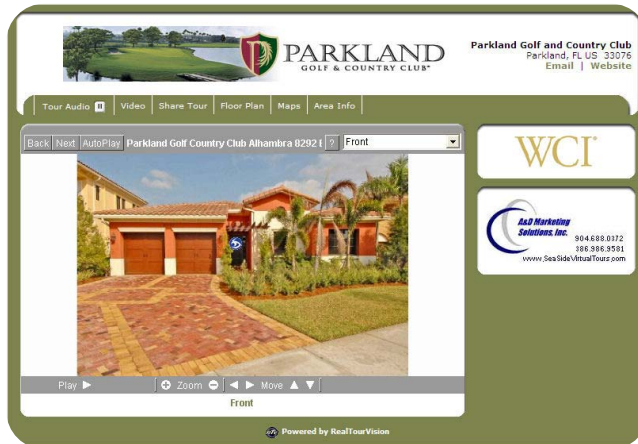 PARKLAND
GOLF & COUNTRY CLUB
Parkland Golf and Country Club
Parkland, FL US 33076
Email | Website
Tour Audio
Video
Share Tour
Floor Plan
Maps
Area Info
Back Next AutoPlay Parkland Golf Country Club Alhambra 8292 ? Front
WCI
A&D Marketing
Solutions, Inc.
904.688.0172
386.986.9581
www.SeaSideVirtualTours.com
Play Zoom Move
Front
Powered by RealTourVision